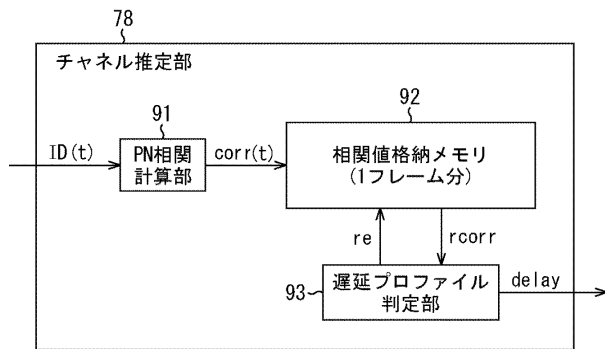 78
チャネル推定部
91
92
ID(t)
PN相関
計算部
corr(t)
相関値格納メモリ
(1フレーム分)
re
rcorr
93
遅延プロファイル
判定部
delay